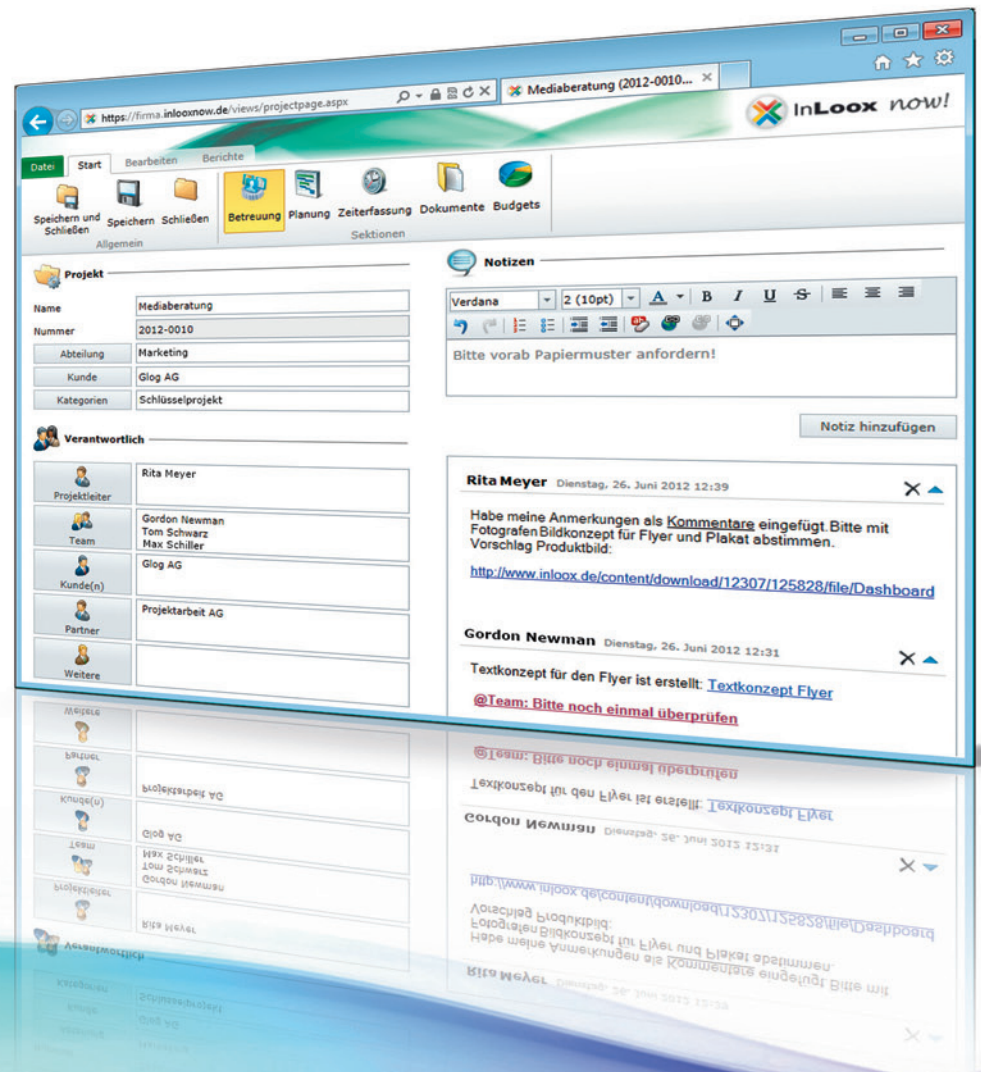 https://firma.inlooxnow.de/views/projectpage.aspx
Mediaberatung (2012-0010...
InLoox now!
Datei Start Bearbeiten Berichte
Speichern und Schließen
Speichern
Schließen
Betreuung
Planung
Zeiterfassung
Dokumente
Budgets
Allgemein
Sektionen
Projekt
Name Mediaberatung
Nummer 2012-0010
Abteilung Marketing
Kunde Glog AG
Kategorien Schlüsselprojekt
Verantwortlich
Projektleiter Rita Meyer
Team Gordon Newman
Tom Schwarz
Max Schiller
Kunde(n) Glog AG
Partner Projektarbeit AG
Weitere
Notizen
Verdana 2 (10pt) A B I U S
Bitte vorab Papiermuster anfordern!
Notiz hinzufügen
Rita Meyer Dienstag, 26. Juni 2012 12:39
Habe meine Anmerkungen als Kommentare eingefügt.Bitte mit
Fotografen Bildkonzept für Flyer und Plakat abstimmen.
Vorschlag Produktbild:
http://www.inloox.de/content/download/12307/125828/file/Dashboard
Gordon Newman Dienstag, 26. Juni 2012 12:31
Textkonzept für den Flyer ist erstellt: Textkonzept Flyer
@Team: Bitte noch einmal überprüfen